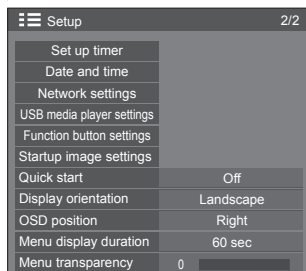 Setup 2/2
Set up timer
Date and time
Network settings
USB media player settings
Function button settings
Startup image settings
Quick start Off
Display orientation Landscape
OSD position Right
Menu display duration 60 sec
Menu transparency 0